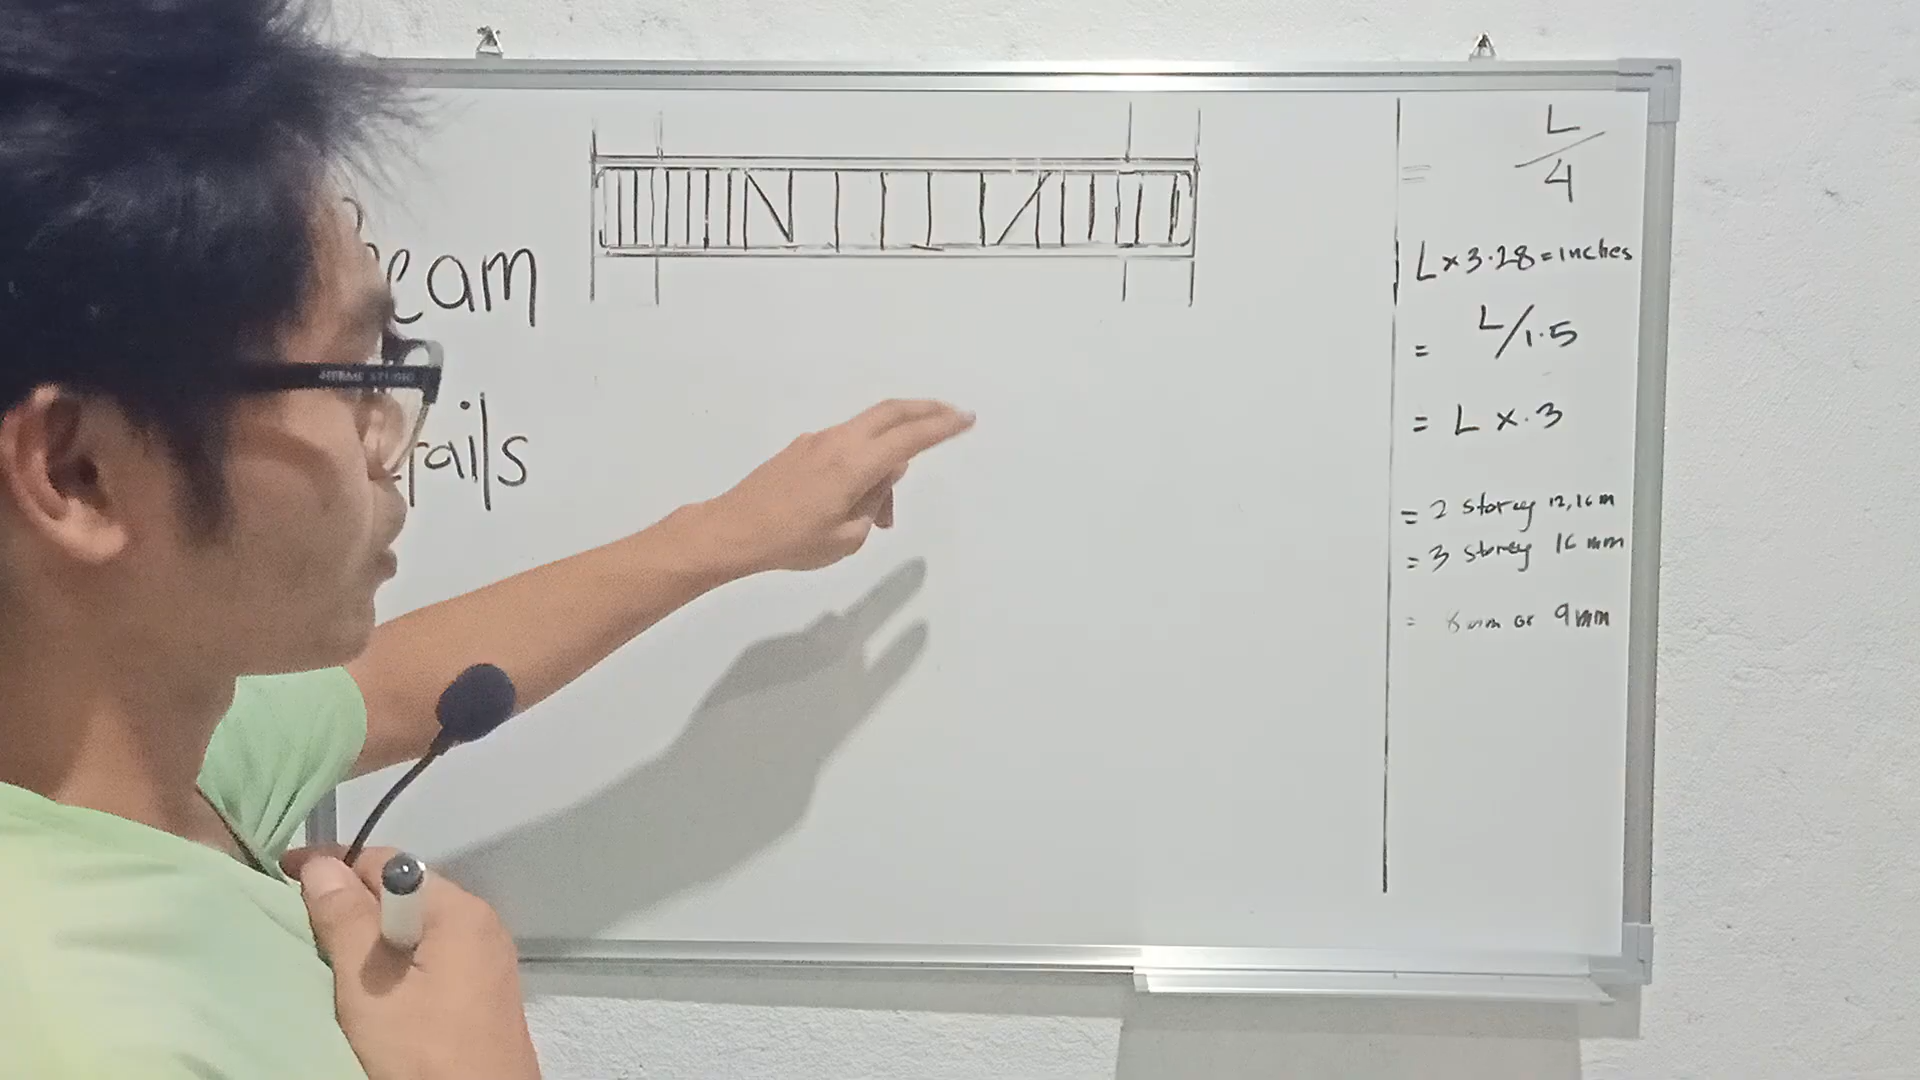 eam
ails
L
4
L x 3.28 = inches
= L/1.5
= L x .3
= 2 storey 12, 16 m
= 3 storey 16 mm
= 8mm or 9mm